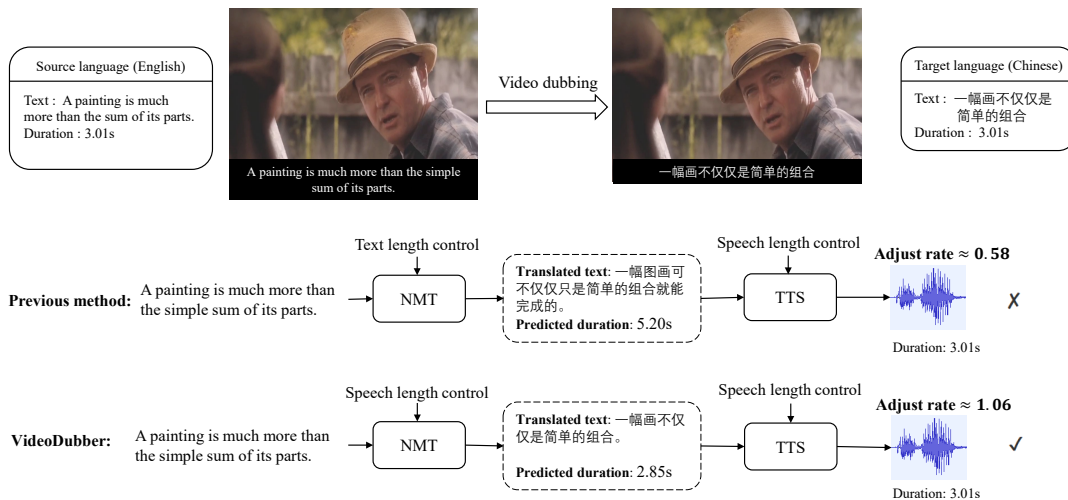 Source language (English)
Text : A painting is much
more than the sum of its parts.
Duration : 3.01s
A painting is much more than the simple
sum of its parts.
Video dubbing
一幅画不仅仅是简单的组合
Target language (Chinese)
Text : 一幅画不仅仅是
简单的组合
Duration : 3.01s
Previous method:
A painting is much more than
the simple sum of its parts.
Text length control
NMT
Translated text: 一幅图画可
不仅仅只是简单的组合就能
完成的。
Predicted duration: 5.20s
Speech length control
TTS
Adjust rate ≈ 0.58
Duration: 3.01s
✗
VideoDubber:
A painting is much more than
the simple sum of its parts.
Speech length control
NMT
Translated text: 一幅画不仅
仅是简单的组合。
Predicted duration: 2.85s
Speech length control
TTS
Adjust rate ≈ 1.06
Duration: 3.01s
✓